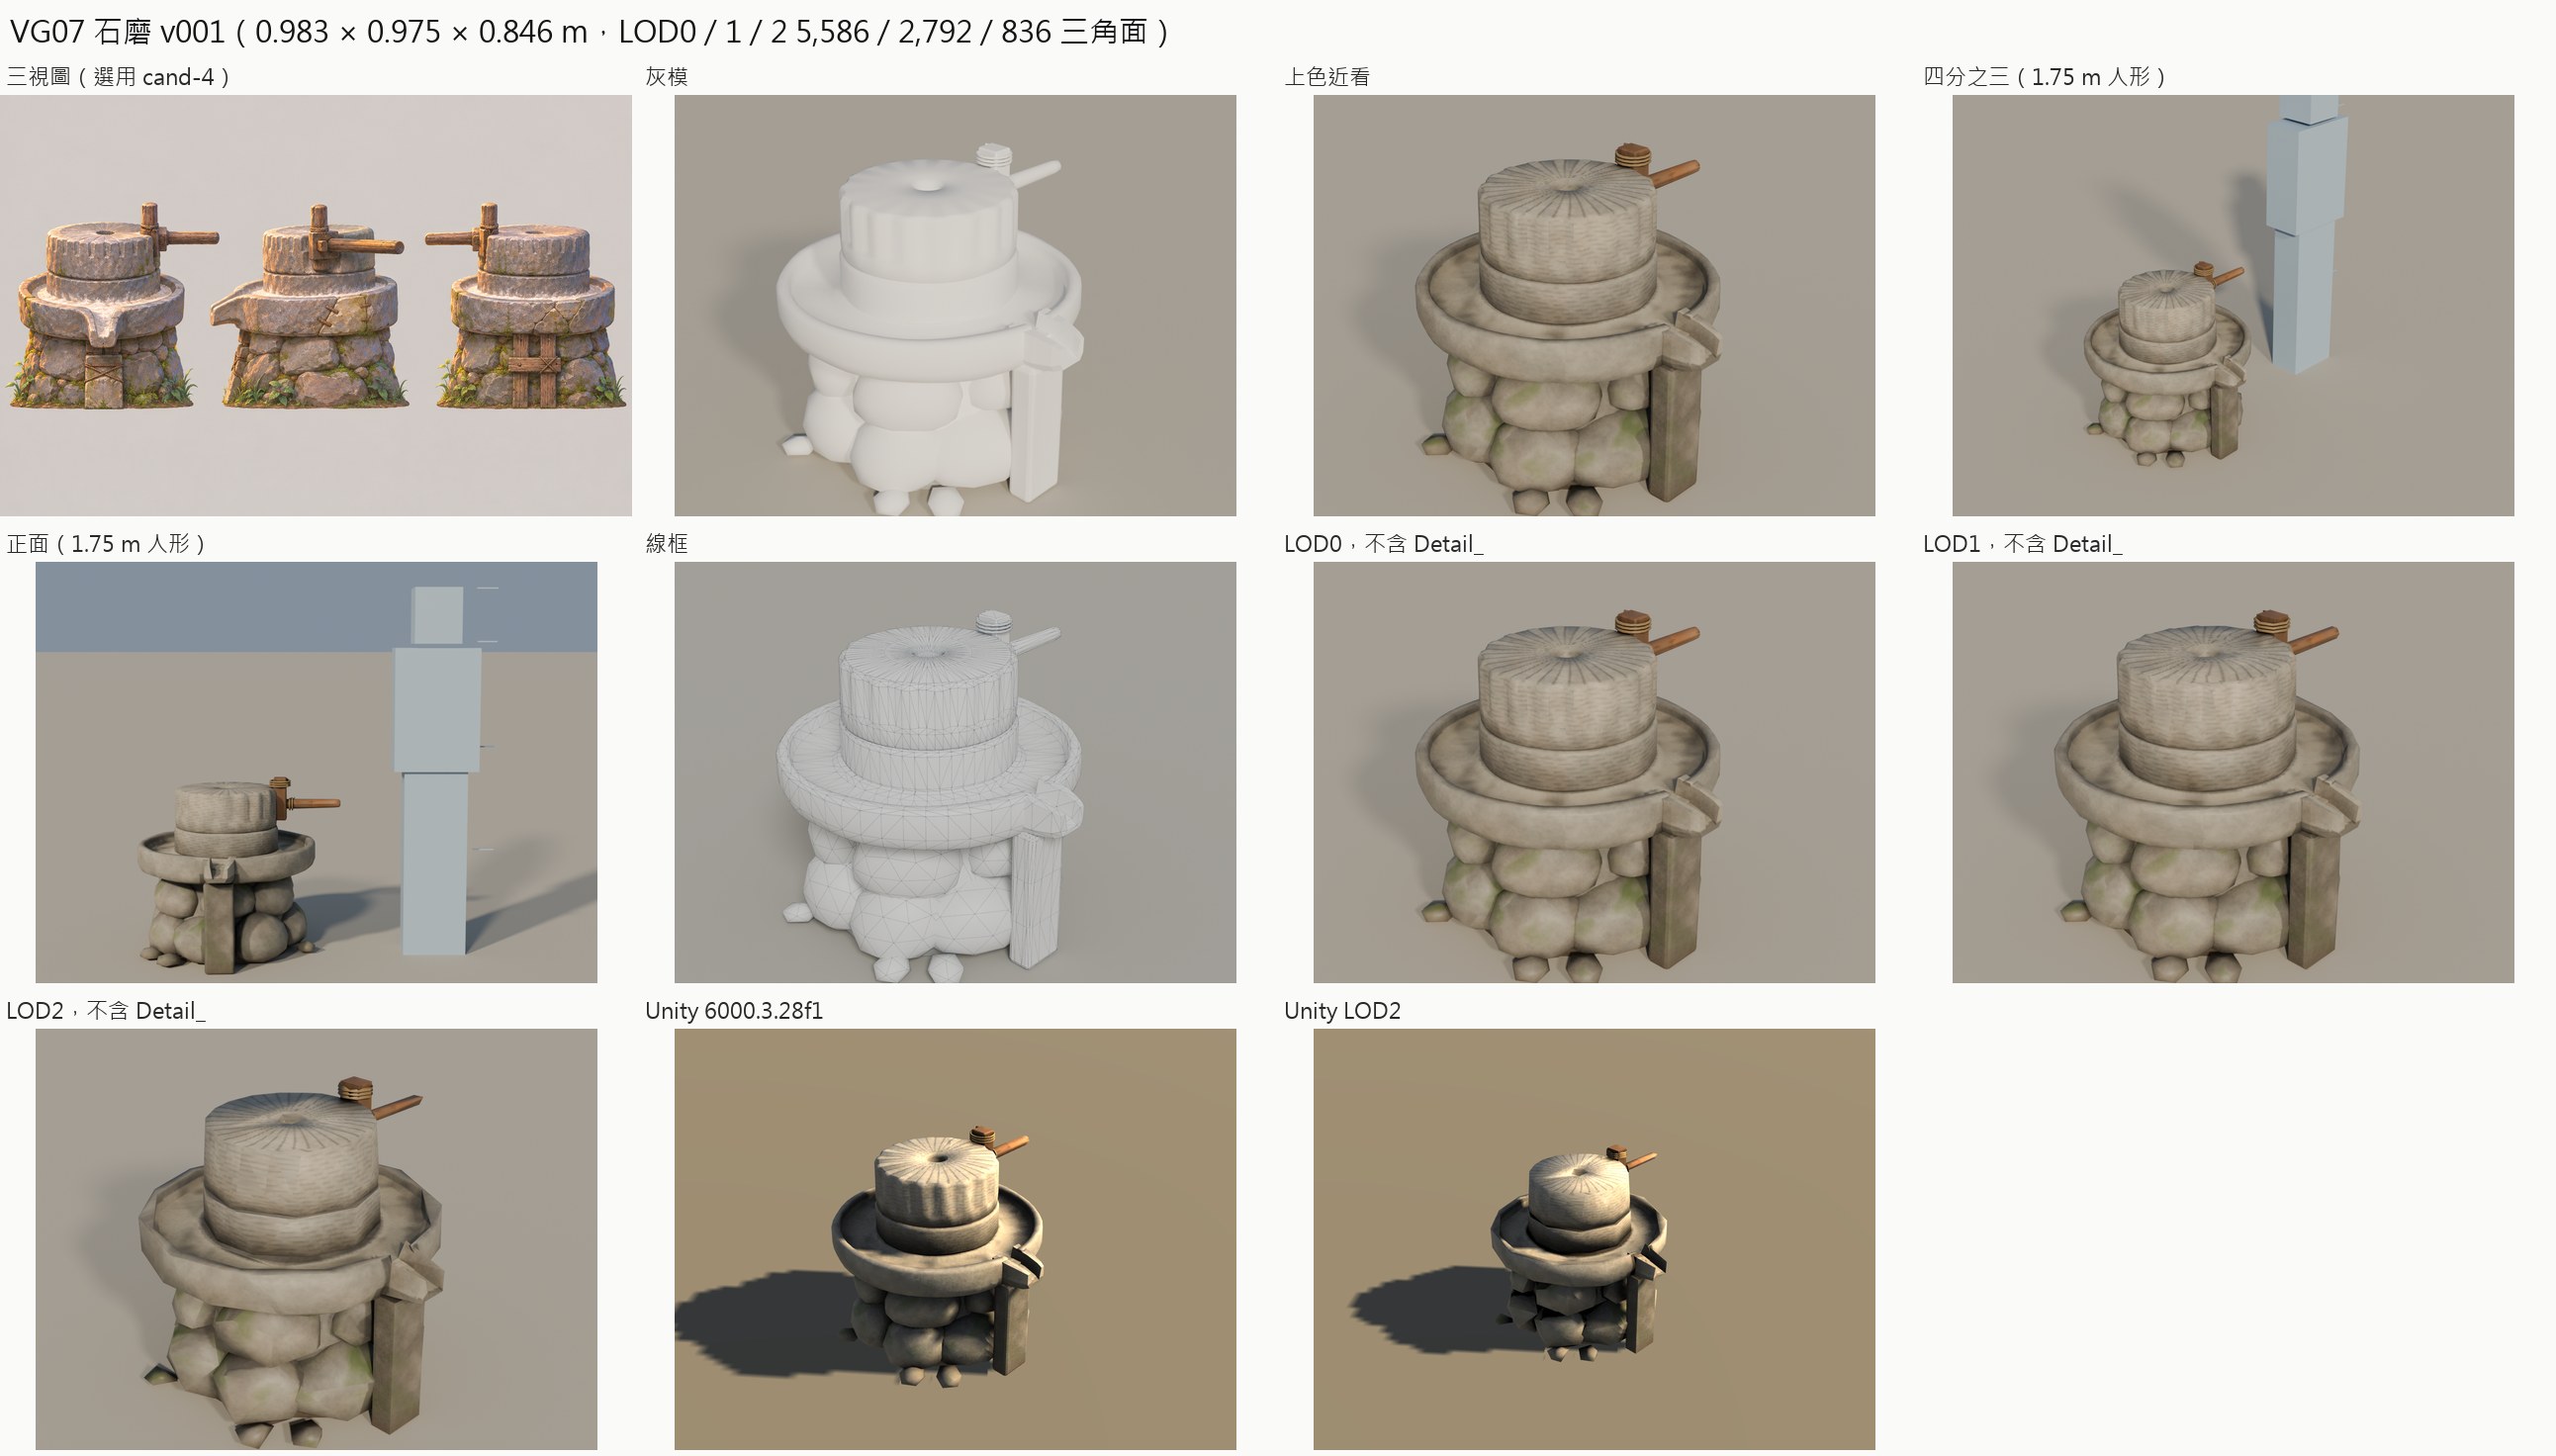 VG07 石磨 v001（0.983 × 0.975 × 0.846 m，LOD0 / 1 / 2 5,586 / 2,792 / 836 三角面）
三視圖（選用 cand-4）
灰模
上色近看
四分之三（1.75 m 人形）
正面（1.75 m 人形）
線框
LOD0，不含 Detail_
LOD1，不含 Detail_
LOD2，不含 Detail_
Unity 6000.3.28f1
Unity LOD2